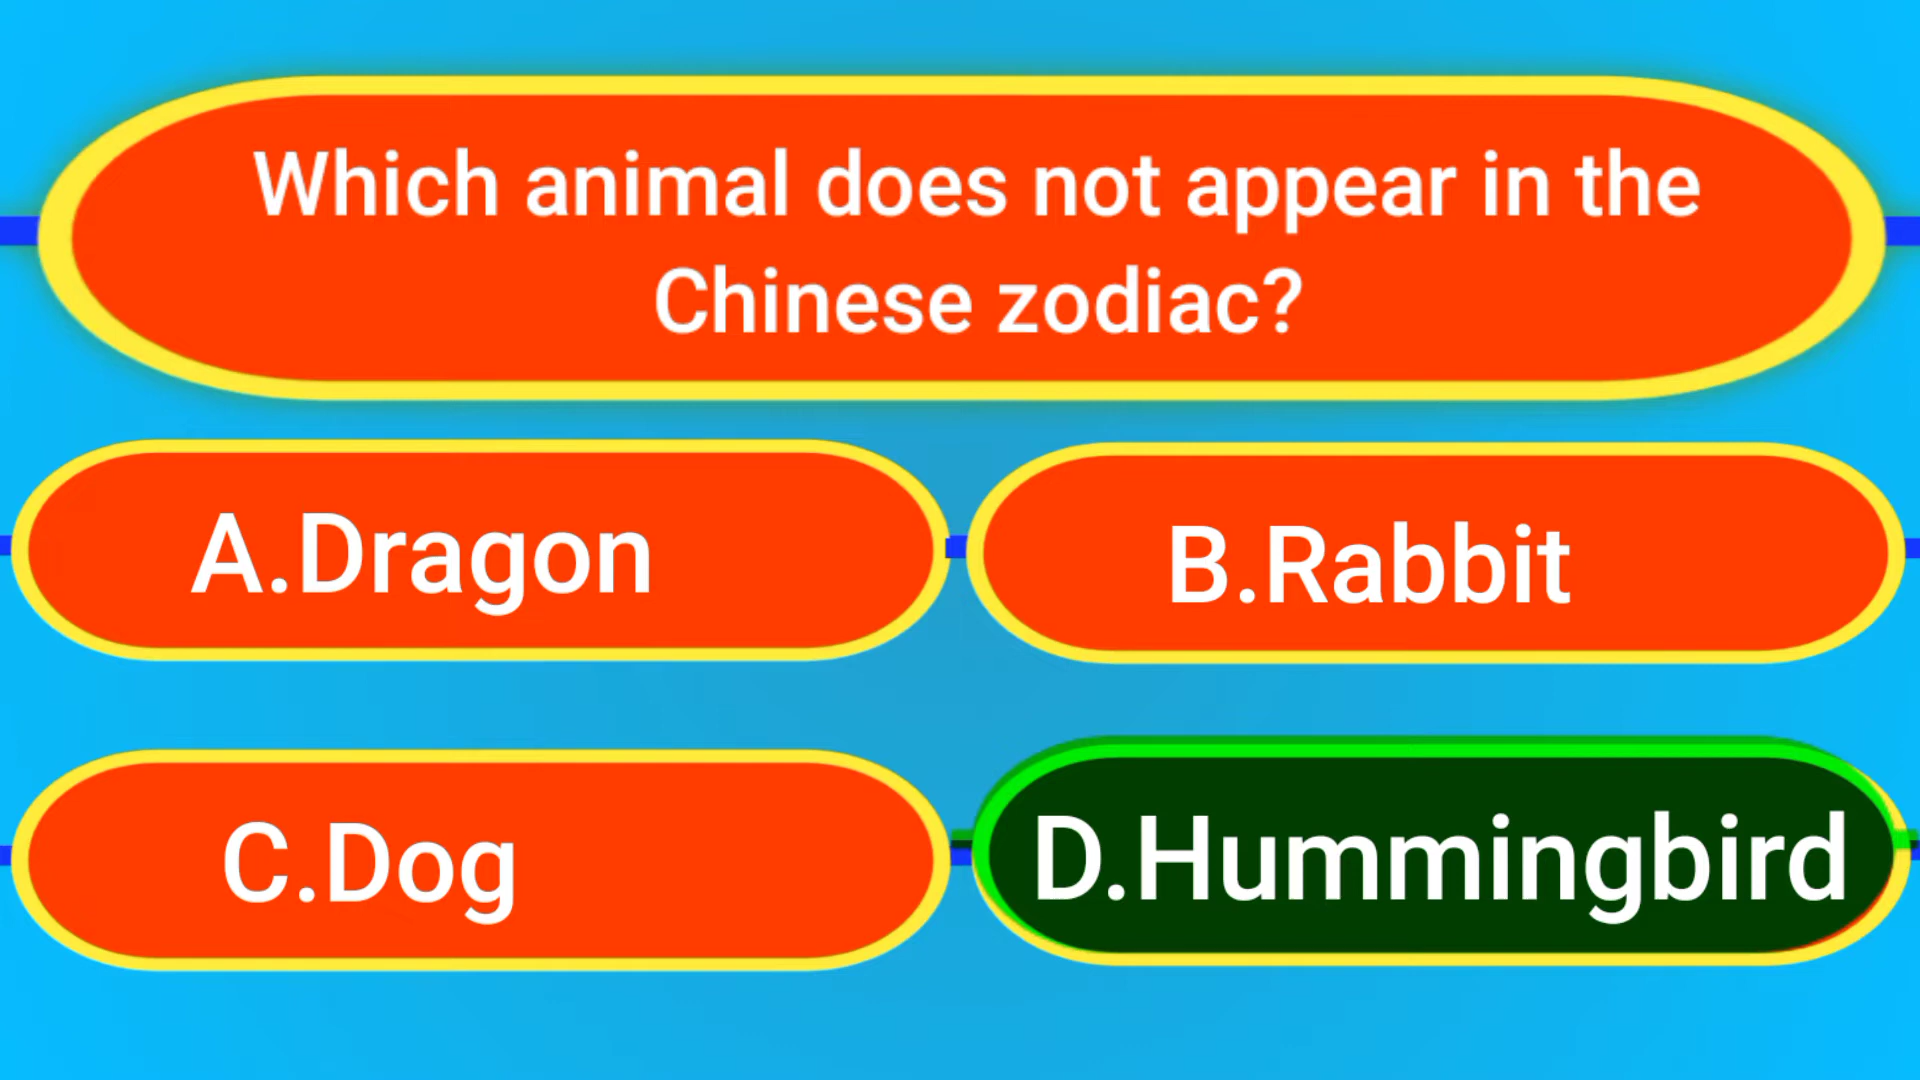 Which animal does not appear in the
Chinese zodiac?
A.Dragon
B.Rabbit
C.Dog
D.Hummingbird